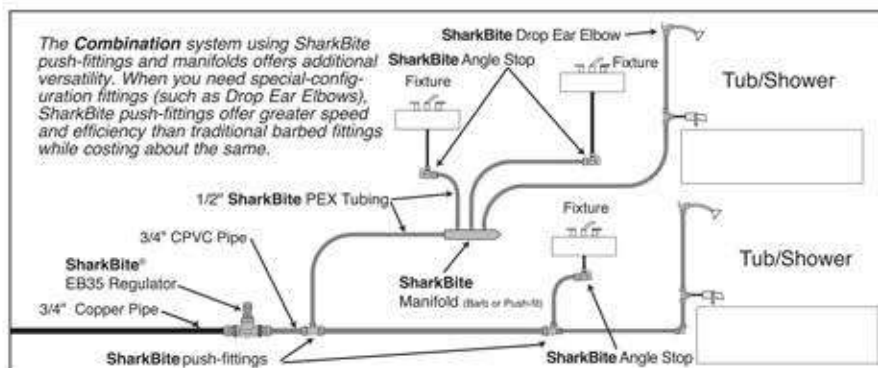 The Combination system using SharkBite
push-fittings and manifolds offers additional
versatility. When you need special-config-
uration fittings (such as Drop Ear Elbows),
SharkBite push-fittings offer greater speed
and efficiency than traditional barbed fittings
while costing about the same.
SharkBite Drop Ear Elbow
SharkBite Angle Stop
Fixture
Fixture
Tub/Shower
1/2" SharkBite PEX Tubing
Fixture
3/4" CPVC Pipe
SharkBite®
EB35 Regulator
SharkBite
Manifold (Barb or Push-fit)
Tub/Shower
3/4" Copper Pipe
SharkBite push-fittings
SharkBite Angle Stop